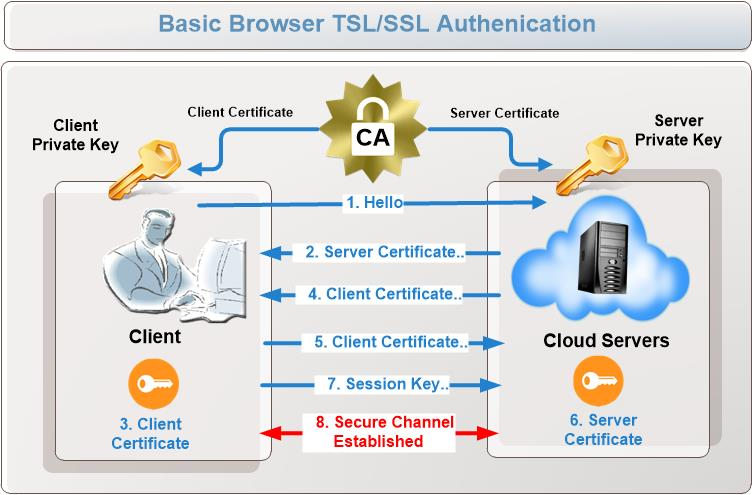 Basic Browser TSL/SSL Authenication
Client
Private Key
Client Certificate
CA
Server Certificate
Server
Private Key
1. Hello
2. Server Certificate..
4. Client Certificate..
5. Client Certificate..
7. Session Key..
8. Secure Channel
Established
Client
3. Client
Certificate
Cloud Servers
6. Server
Certificate